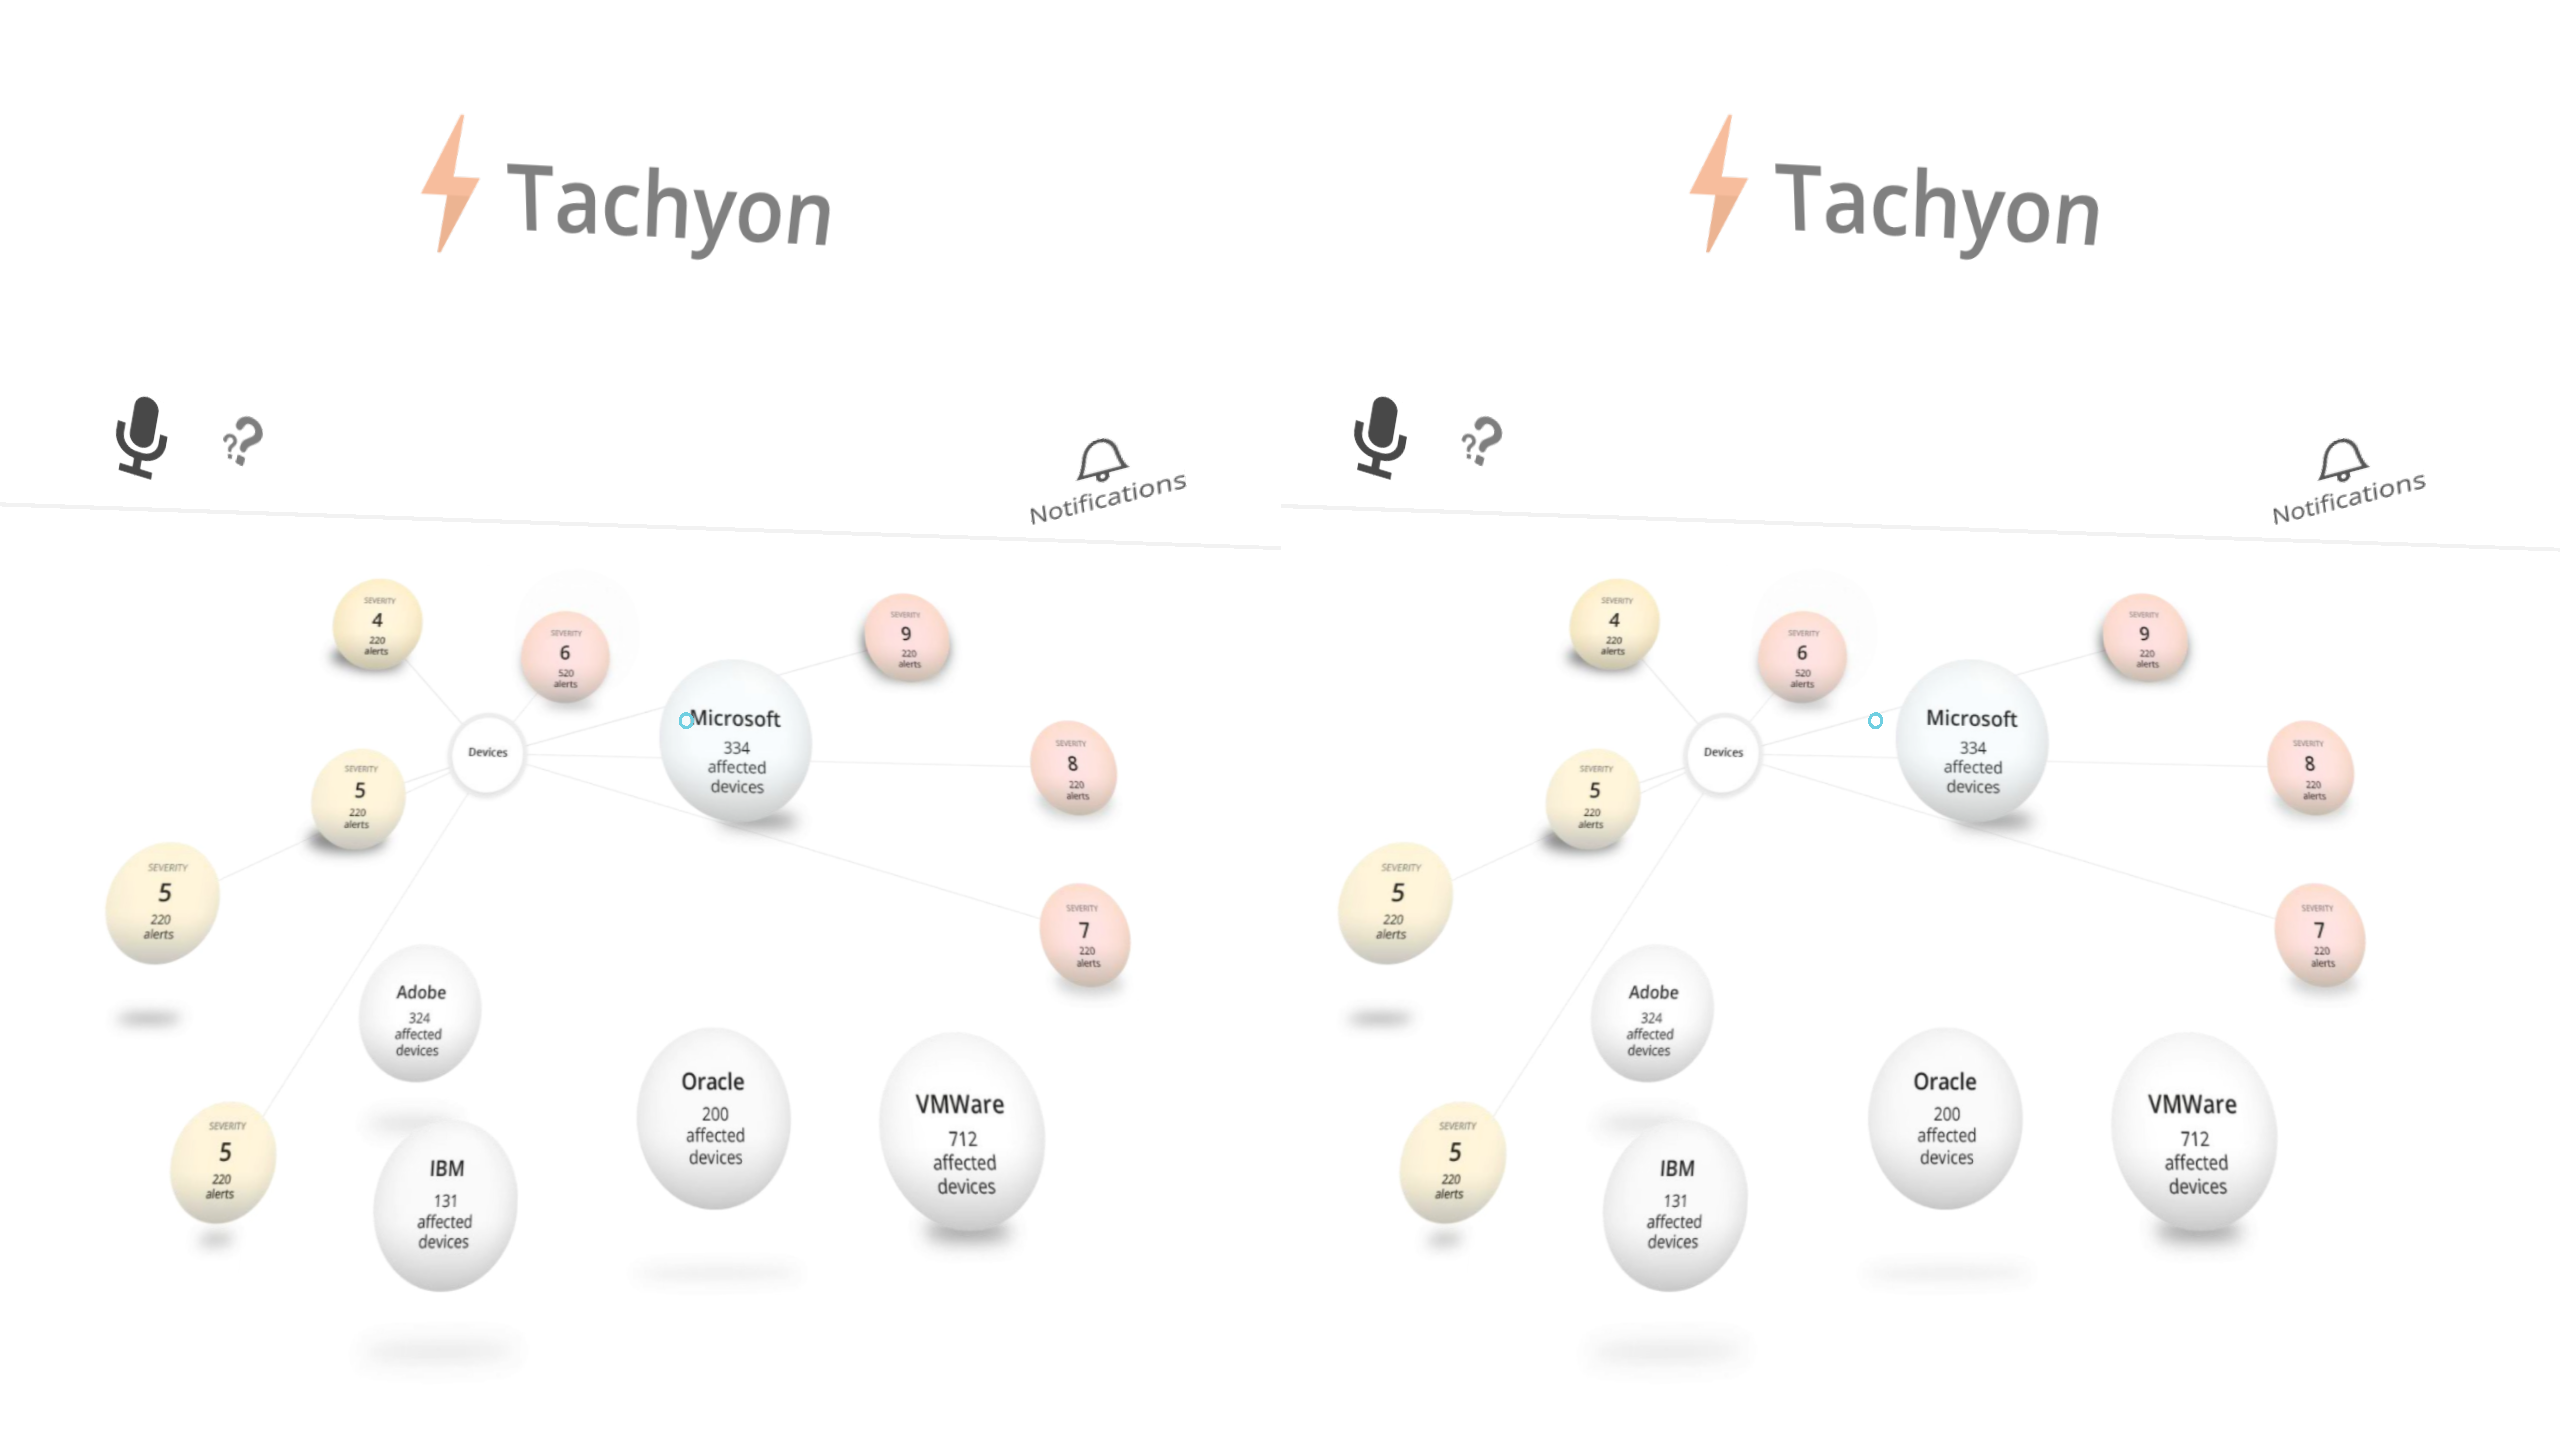 Tachyon
??
Notifications
SEVERITY
4
220
alerts
SEVERITY
6
520
alerts
SEVERITY
9
220
alerts
Devices
Microsoft
334
affected
devices
SEVERITY
8
220
alerts
SEVERITY
5
220
alerts
SEVERITY
5
220
alerts
SEVERITY
7
220
alerts
Adobe
324
affected
devices
Oracle
200
affected
devices
VMWare
712
affected
devices
SEVERITY
5
220
alerts
IBM
131
affected
devices
Tachyon
??
Notifications
SEVERITY
4
220
alerts
SEVERITY
6
520
alerts
SEVERITY
9
220
alerts
Devices
Microsoft
334
affected
devices
SEVERITY
8
220
alerts
SEVERITY
5
220
alerts
SEVERITY
5
220
alerts
SEVERITY
7
220
alerts
Adobe
324
affected
devices
Oracle
200
affected
devices
VMWare
712
affected
devices
SEVERITY
5
220
alerts
IBM
131
affected
devices